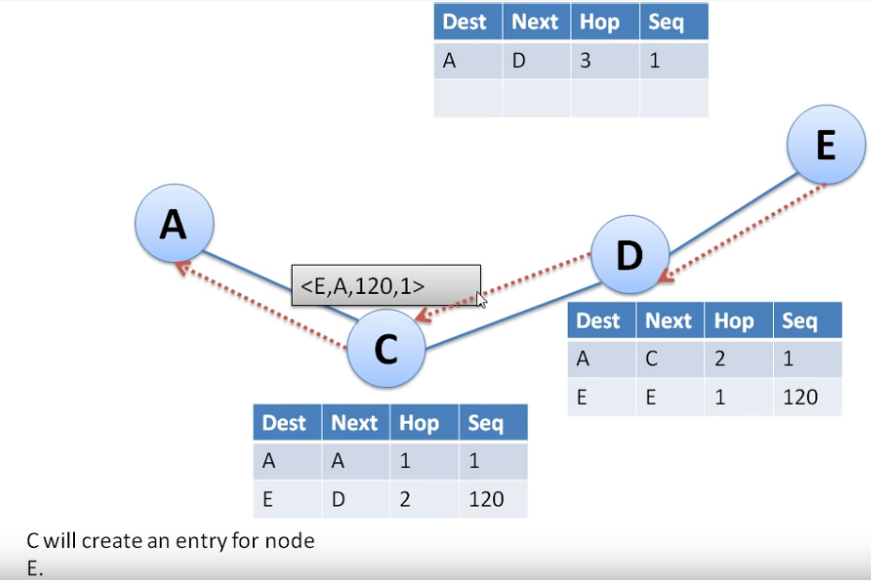 Dest Next Hop Seq
A D 3 1
E
A
D
<E,A,120,1>
C
Dest Next Hop Seq
A C 2 1
E E 1 120
Dest Next Hop Seq
A A 1 1
E D 2 120
C will create an entry for node
E.